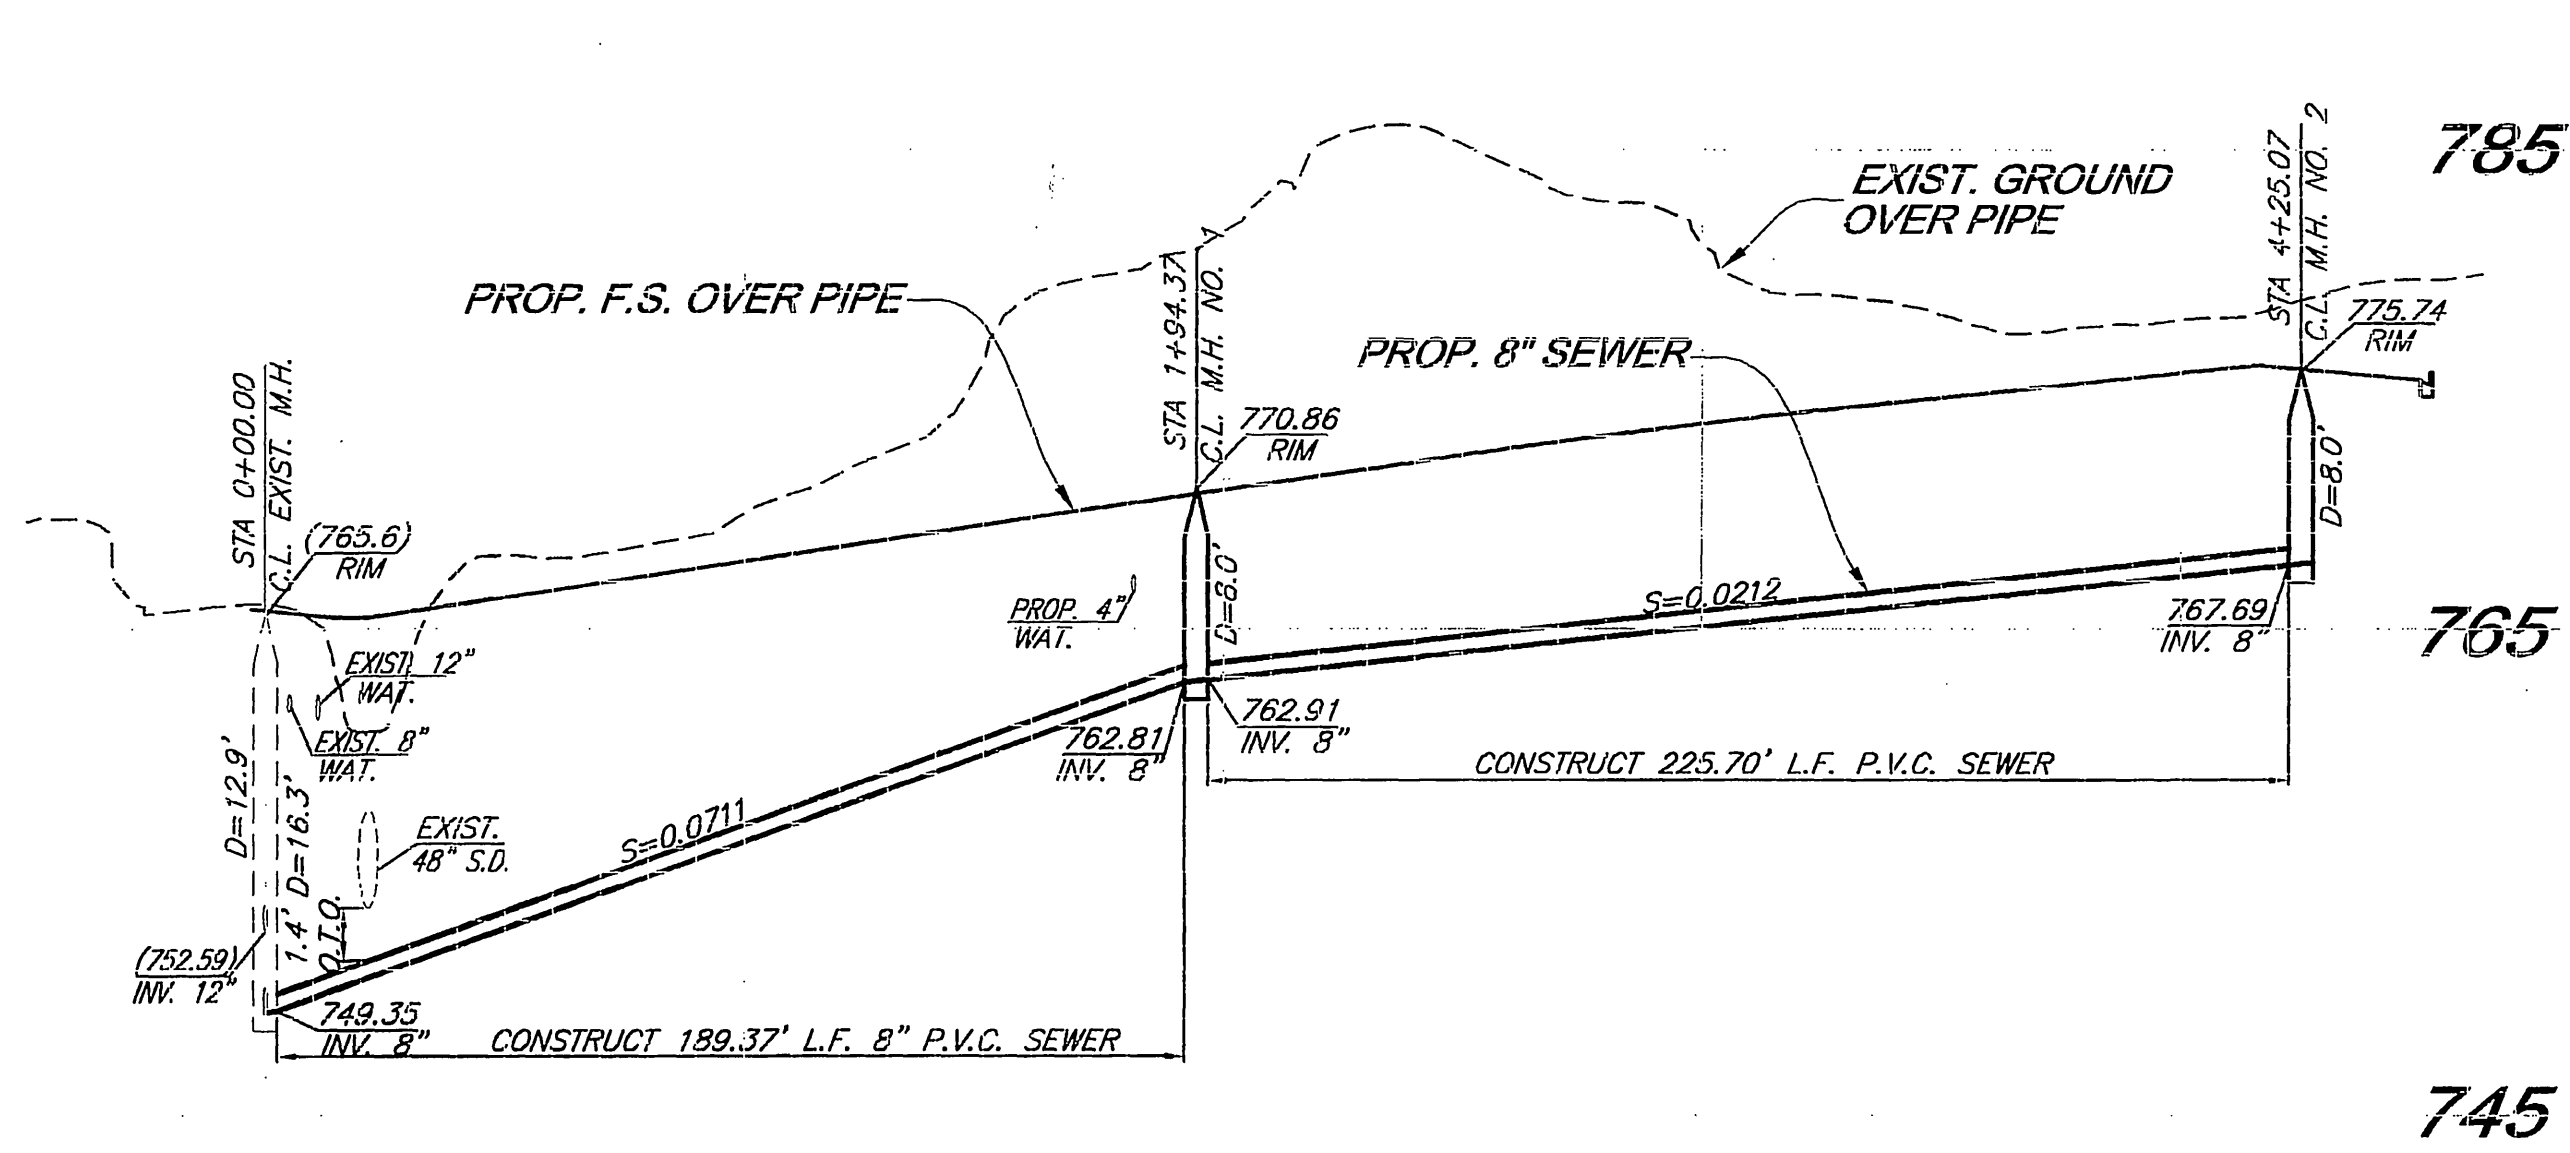 785
EXIST. GROUND
OVER PIPE
STA 4+25.07
C.L. M.H. NO. 2
775.74
RIM
PROP. F.S. OVER PIPE
STA 1+94.37
C.L. M.H. NO. 1
PROP. 8" SEWER
770.86
RIM
D=8.0'
STA 0+00.00
C.L. EXIST. M.H.
(765.6)
RIM
PROP. 4"
WAT.
D=8.0'
S=0.0212
767.69
INV. 8"
765
EXIST. 12"
WAT.
EXIST. 8"
WAT.
762.81
INV. 8"
762.91
INV. 8"
CONSTRUCT 225.70' L.F. P.V.C. SEWER
D=12.9'
D=16.3'
S=0.0711
EXIST.
48" S.D.
1.4'
O.T.O.
(752.59)
INV. 12"
749.35
INV. 8"
CONSTRUCT 189.37' L.F. 8" P.V.C. SEWER
745